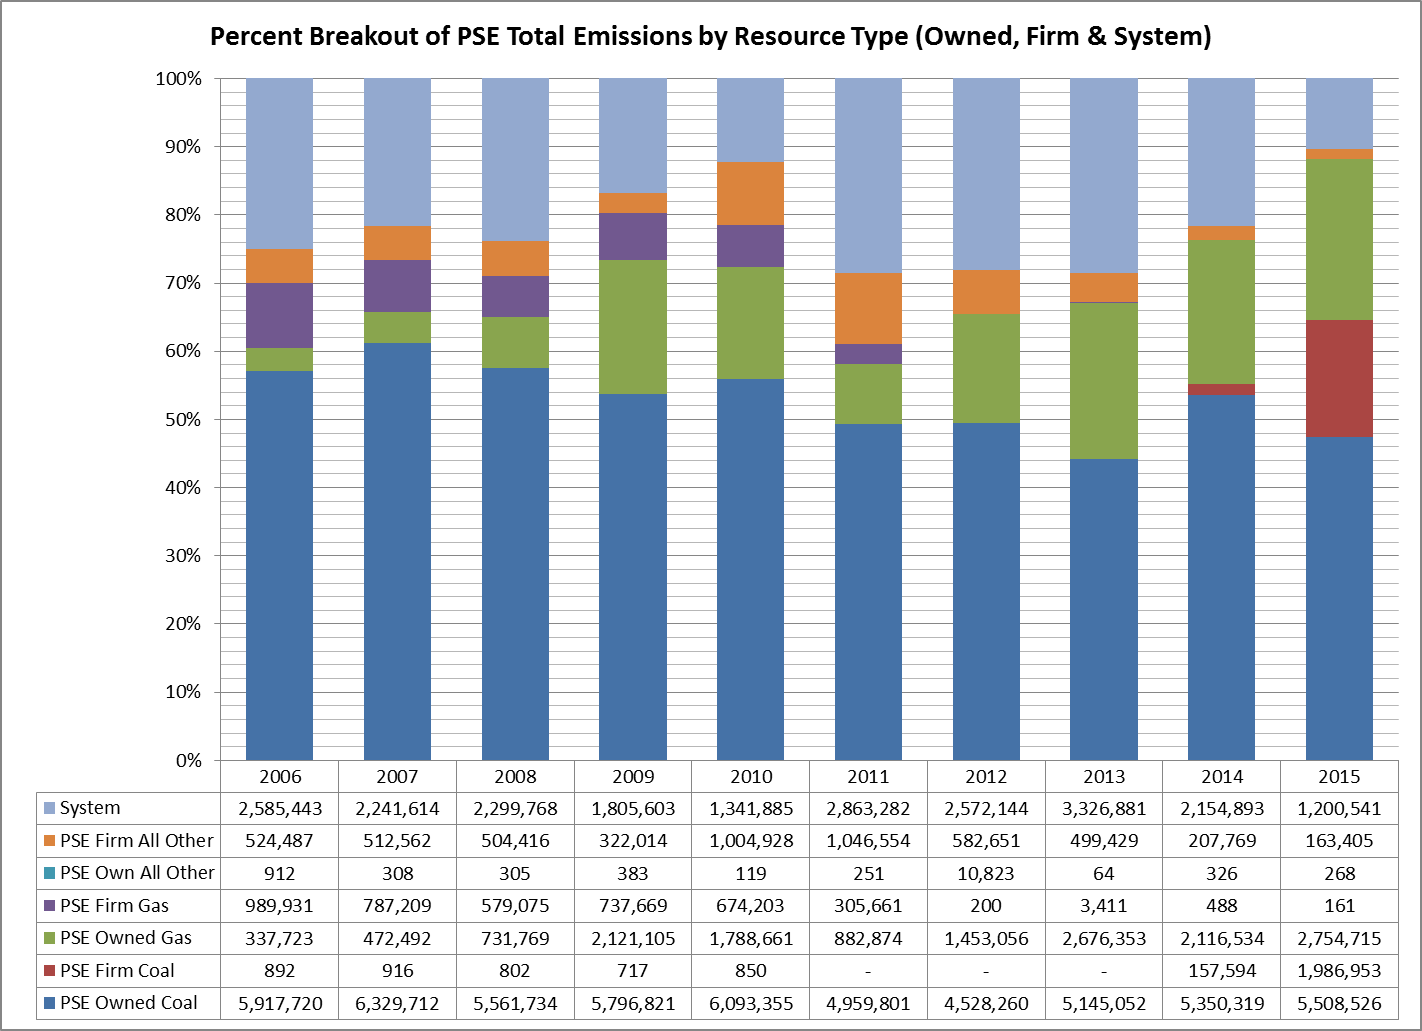 Percent Breakout of PSE Total Emissions by Resource Type (Owned, Firm & System)
100%
90%
80%
70%
60%
50%
40%
30%
20%
10%
0%
2006 2007 2008 2009 2010 2011 2012 2013 2014 2015
System 2,585,443 2,241,614 2,299,768 1,805,603 1,341,885 2,863,282 2,572,144 3,326,881 2,154,893 1,200,541
PSE Firm All Other 524,487 512,562 504,416 322,014 1,004,928 1,046,554 582,651 499,429 207,769 163,405
PSE Own All Other 912 308 305 383 119 251 10,823 64 326 268
PSE Firm Gas 989,931 787,209 579,075 737,669 674,203 305,661 200 3,411 488 161
PSE Owned Gas 337,723 472,492 731,769 2,121,105 1,788,661 882,874 1,453,056 2,676,353 2,116,534 2,754,715
PSE Firm Coal 892 916 802 717 850 - - - 157,594 1,986,953
PSE Owned Coal 5,917,720 6,329,712 5,561,734 5,796,821 6,093,355 4,959,801 4,528,260 5,145,052 5,350,319 5,508,526